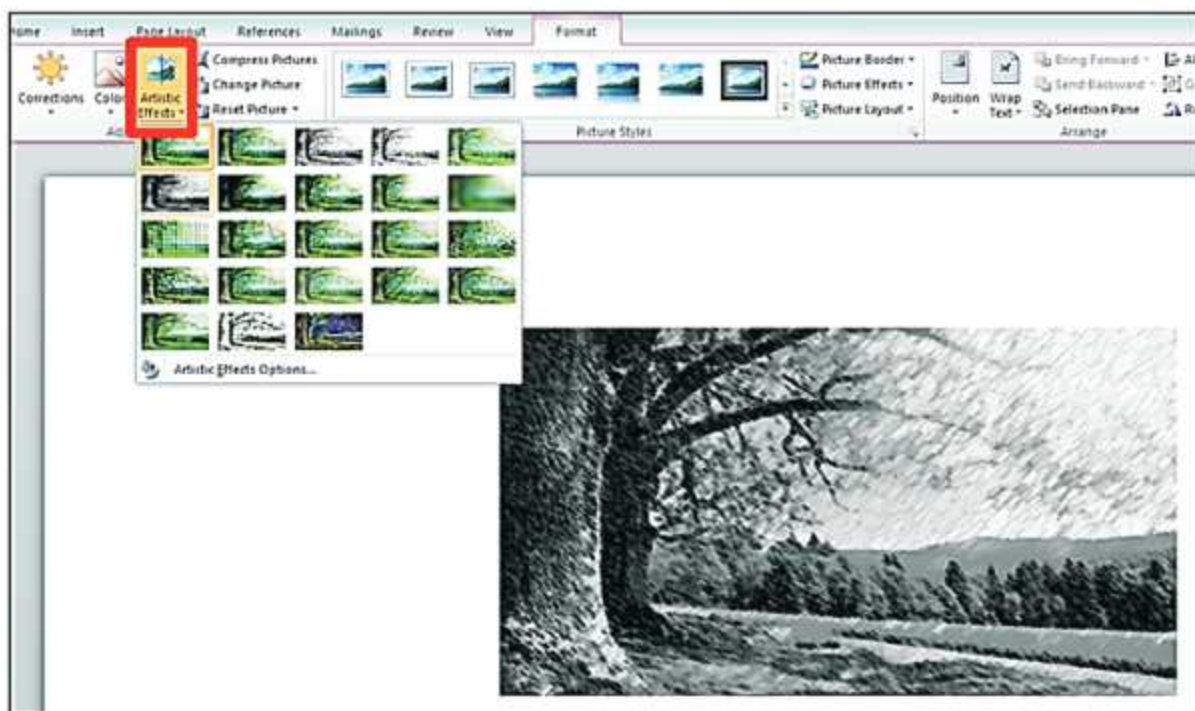 ome Insert Page Layout References Mailings Review View Format
Corrections Colo Artistic Effects
Compress Pictures
Change Picture
Reset Picture
Picture Border
Picture Effects
Picture Layout
Position
Wrap Text
Bring Forward
Send Backward
Selection Pane
Picture Styles
Arrange
Artistic Effects Options...